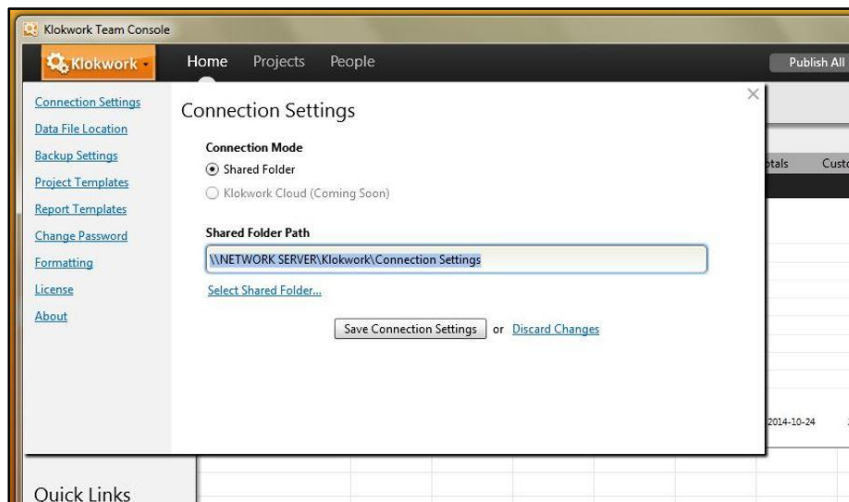 Klokwork Team Console
Klokwork
Home Projects People
Publish All
Connection Settings
Data File Location
Backup Settings
Project Templates
Report Templates
Change Password
Formatting
License
About
Connection Settings
Connection Mode
Shared Folder
Klokwork Cloud (Coming Soon)
Shared Folder Path
\\NETWORK SERVER\Klokwork\Connection Settings
Select Shared Folder...
Save Connection Settings or Discard Changes
2014-10-24
Quick Links